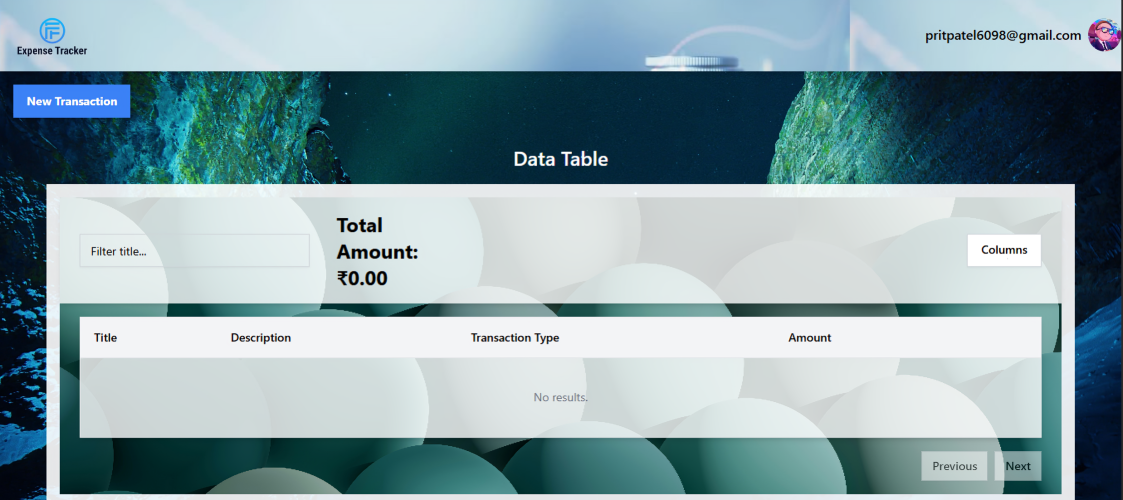 Expense Tracker
pritpatel6098@gmail.com
New Transaction
Data Table
Filter title...
Total
Amount:
₹0.00
Columns
Title Description Transaction Type Amount
No results.
Previous Next